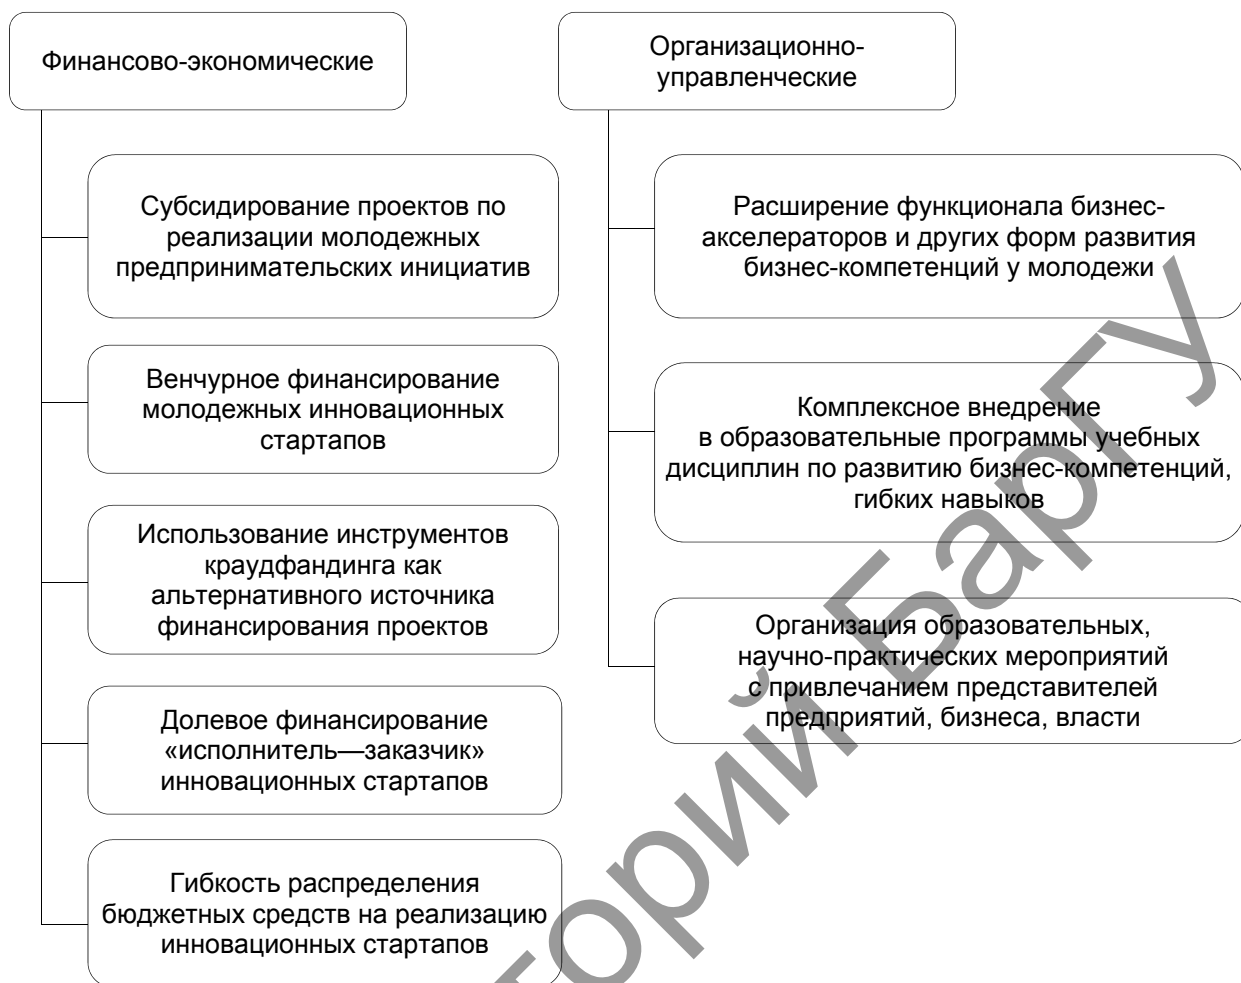 Финансово-экономические
Субсидирование проектов по
реализации молодежных
предпринимательских инициатив
Венчурное финансирование
молодежных инновационных
стартапов
Использование инструментов
краудфандинга как
альтернативного источника
финансирования проектов
Долевое финансирование
«исполнитель—заказчик»
инновационных стартапов
Гибкость распределения
бюджетных средств на реализацию
инновационных стартапов
Организационно-
управленческие
Расширение функционала бизнес-
акселераторов и других форм развития
бизнес-компетенций у молодежи
Комплексное внедрение
в образовательные программы учебных
дисциплин по развитию бизнес-компетенций,
гибких навыков
Организация образовательных,
научно-практических мероприятий
с привлечанием представителей
предприятий, бизнеса, власти
торий БарГУ